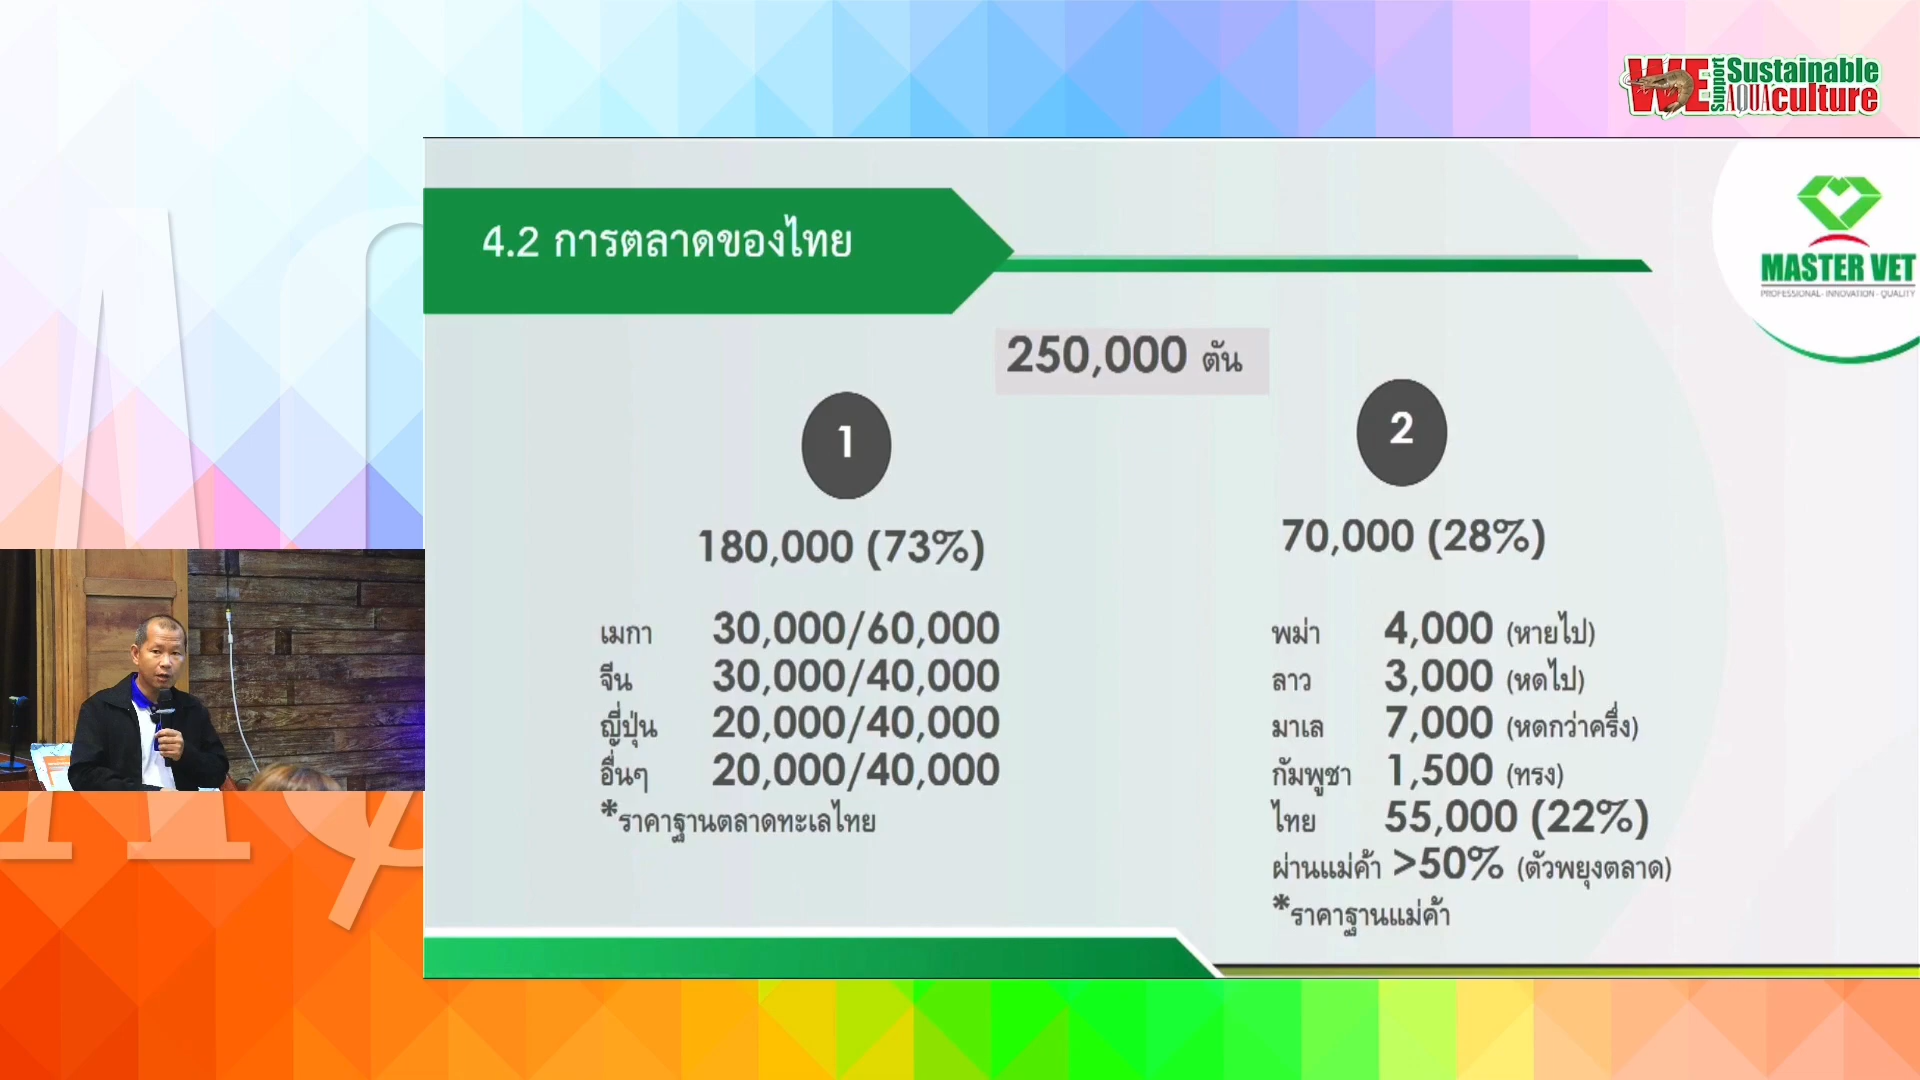 WE Support Sustainable AQUAculture
MASTER VET
PROFESSIONAL · INNOVATION · QUALITY
4.2 การตลาดของไทย
250,000 ตัน
1
180,000 (73%)
เมกา 30,000/60,000
จีน 30,000/40,000
ญี่ปุ่น 20,000/40,000
อื่นๆ 20,000/40,000
*ราคาฐานตลาดทะเลไทย
2
70,000 (28%)
พม่า 4,000 (หายไป)
ลาว 3,000 (หดไป)
มาเล 7,000 (หดกว่าครึ่ง)
กัมพูชา 1,500 (ทรง)
ไทย 55,000 (22%)
ผ่านแม่ค้า >50% (ตัวพยุงตลาด)
*ราคาฐานแม่ค้า